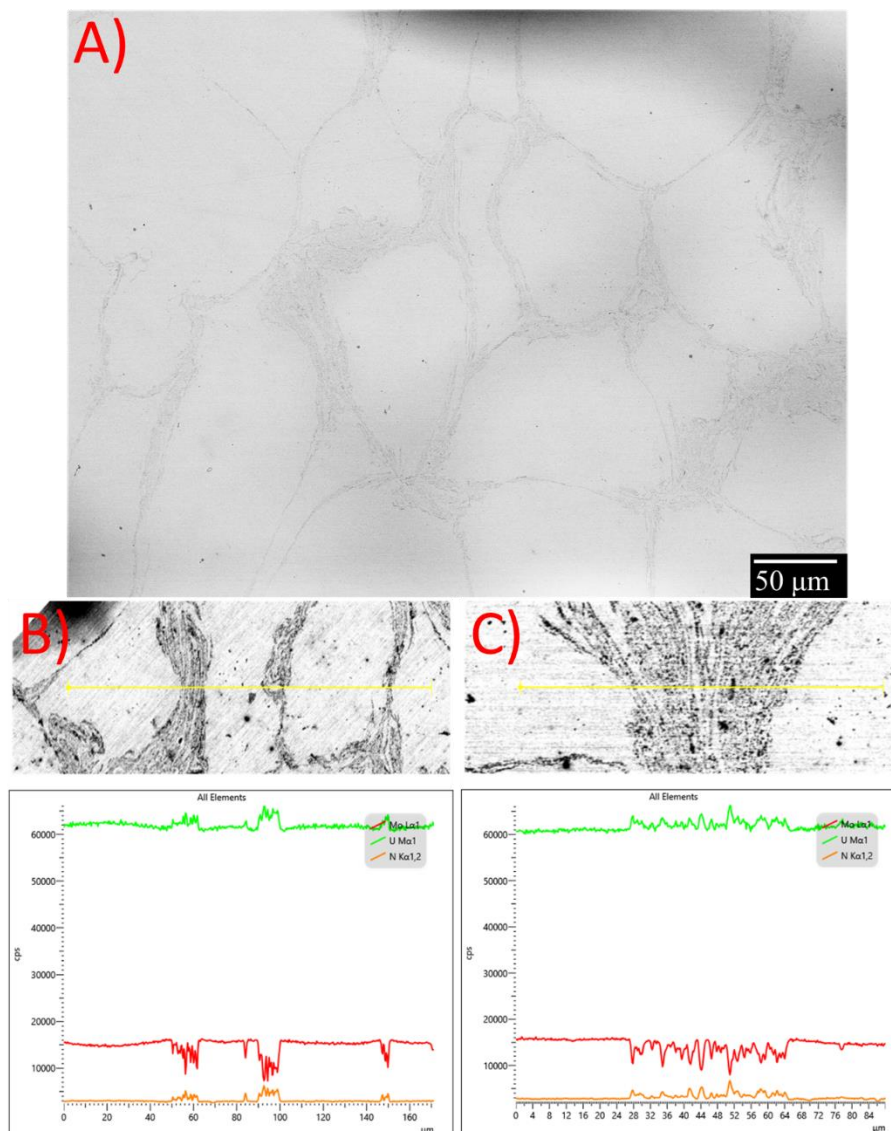 A)
50 μm
B)
C)
All Elements
Mo Lα1
U Mα1
N Kα1,2
60000
50000
40000
30000
20000
10000
cps
0 20 40 60 80 100 120 140 160
μm
All Elements
Mo Lα1
U Mα1
N Kα1,2
60000
50000
40000
30000
20000
10000
cps
0 4 8 12 16 20 24 28 32 36 40 44 48 52 56 60 64 68 72 76 80 84
μm